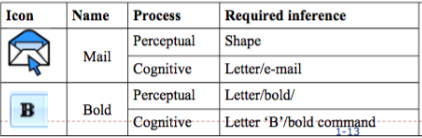 Icon Name Process Required inference
Mail Perceptual Shape
Cognitive Letter/e-mail
B Bold Perceptual Letter/bold/
Cognitive Letter ‘B’/bold command
1-13